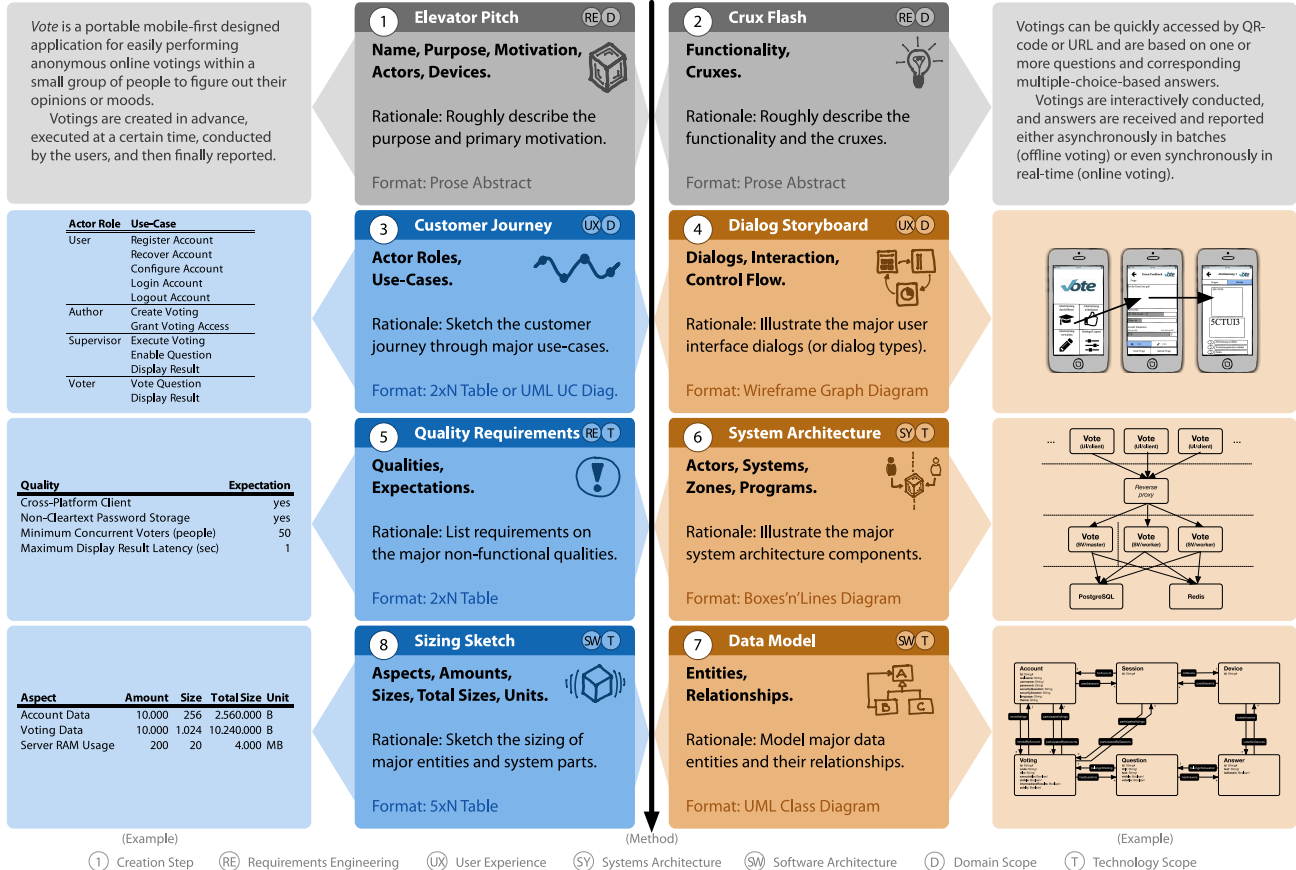 Vote is a portable mobile-first designed
application for easily performing
anonymous online votings within a
small group of people to figure out their
opinions or moods.
Votings are created in advance,
executed at a certain time, conducted
by the users, and then finally reported.
1 Elevator Pitch RE D
Name, Purpose, Motivation,
Actors, Devices.
Rationale: Roughly describe the
purpose and primary motivation.
Format: Prose Abstract
2 Crux Flash RE D
Functionality,
Cruxes.
Rationale: Roughly describe the
functionality and the cruxes.
Format: Prose Abstract
Votings can be quickly accessed by QR-
code or URL and are based on one or
more questions and corresponding
multiple-choice-based answers.
Votings are interactively conducted,
and answers are received and reported
either asynchronously in batches
(offline voting) or even synchronously in
real-time (online voting).
Actor Role Use-Case
User Register Account
Recover Account
Configure Account
Login Account
Logout Account
Author Create Voting
Grant Voting Access
Supervisor Execute Voting
Enable Question
Display Result
Voter Vote Question
Display Result
3 Customer Journey UX D
Actor Roles,
Use-Cases.
Rationale: Sketch the customer
journey through major use-cases.
Format: 2xN Table or UML UC Diag.
4 Dialog Storyboard UX D
Dialogs, Interaction,
Control Flow.
Rationale: Illustrate the major user
interface dialogs (or dialog types).
Format: Wireframe Graph Diagram
Vote
5CTUI3
Quality Expectation
Cross-Platform Client yes
Non-Cleartext Password Storage yes
Minimum Concurrent Voters (people) 50
Maximum Display Result Latency (sec) 1
5 Quality Requirements RE T
Qualities,
Expectations.
Rationale: List requirements on
the major non-functional qualities.
Format: 2xN Table
6 System Architecture SY T
Actors, Systems,
Zones, Programs.
Rationale: Illustrate the major
system architecture components.
Format: Boxes'n'Lines Diagram
... Vote Vote Vote ...
(UI/client) (UI/client) (UI/client)
Reverse
proxy
Vote Vote Vote
(SV/master) (SV/worker) (SV/worker)
PostgreSQL Redis
Aspect Amount Size Total Size Unit
Account Data 10.000 256 2.560.000 B
Voting Data 10.000 1.024 10.240.000 B
Server RAM Usage 200 20 4.000 MB
8 Sizing Sketch SW T
Aspects, Amounts,
Sizes, Total Sizes, Units.
Rationale: Sketch the sizing of
major entities and system parts.
Format: 5xN Table
7 Data Model SW T
Entities,
Relationships.
A
B C
Rationale: Model major data
entities and their relationships.
Format: UML Class Diagram
Account Session Device
Voting Question Answer
(Example) (Method) (Example)
1 Creation Step RE Requirements Engineering UX User Experience SY Systems Architecture SW Software Architecture D Domain Scope T Technology Scope